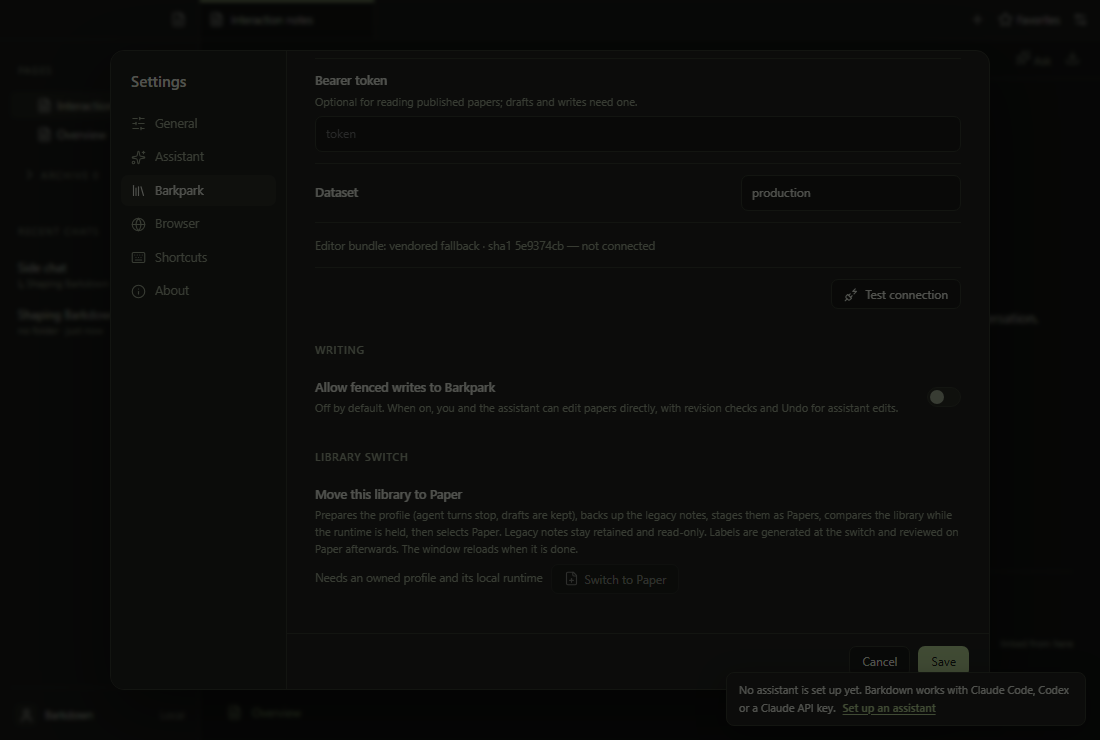 Interaction notes
Favorites
Settings
General
Assistant
Barkpark
Browser
Shortcuts
About
Bearer token
Optional for reading published papers; drafts and writes need one.
token
Dataset
production
Editor bundle: vendored fallback · sha1 5e9374cb — not connected
Test connection
WRITING
Allow fenced writes to Barkpark
Off by default. When on, you and the assistant can edit papers directly, with revision checks and Undo for assistant edits.
LIBRARY SWITCH
Move this library to Paper
Prepares the profile (agent turns stop, drafts are kept), backs up the legacy notes, stages them as Papers, compares the library while
the runtime is held, then selects Paper. Legacy notes stay retained and read-only. Labels are generated at the switch and reviewed on
Paper afterwards. The window reloads when it is done.
Needs an owned profile and its local runtime
Switch to Paper
Cancel
Save
No assistant is set up yet. Barkdown works with Claude Code, Codex
or a Claude API key. Set up an assistant
Overview
Side chat
Overview